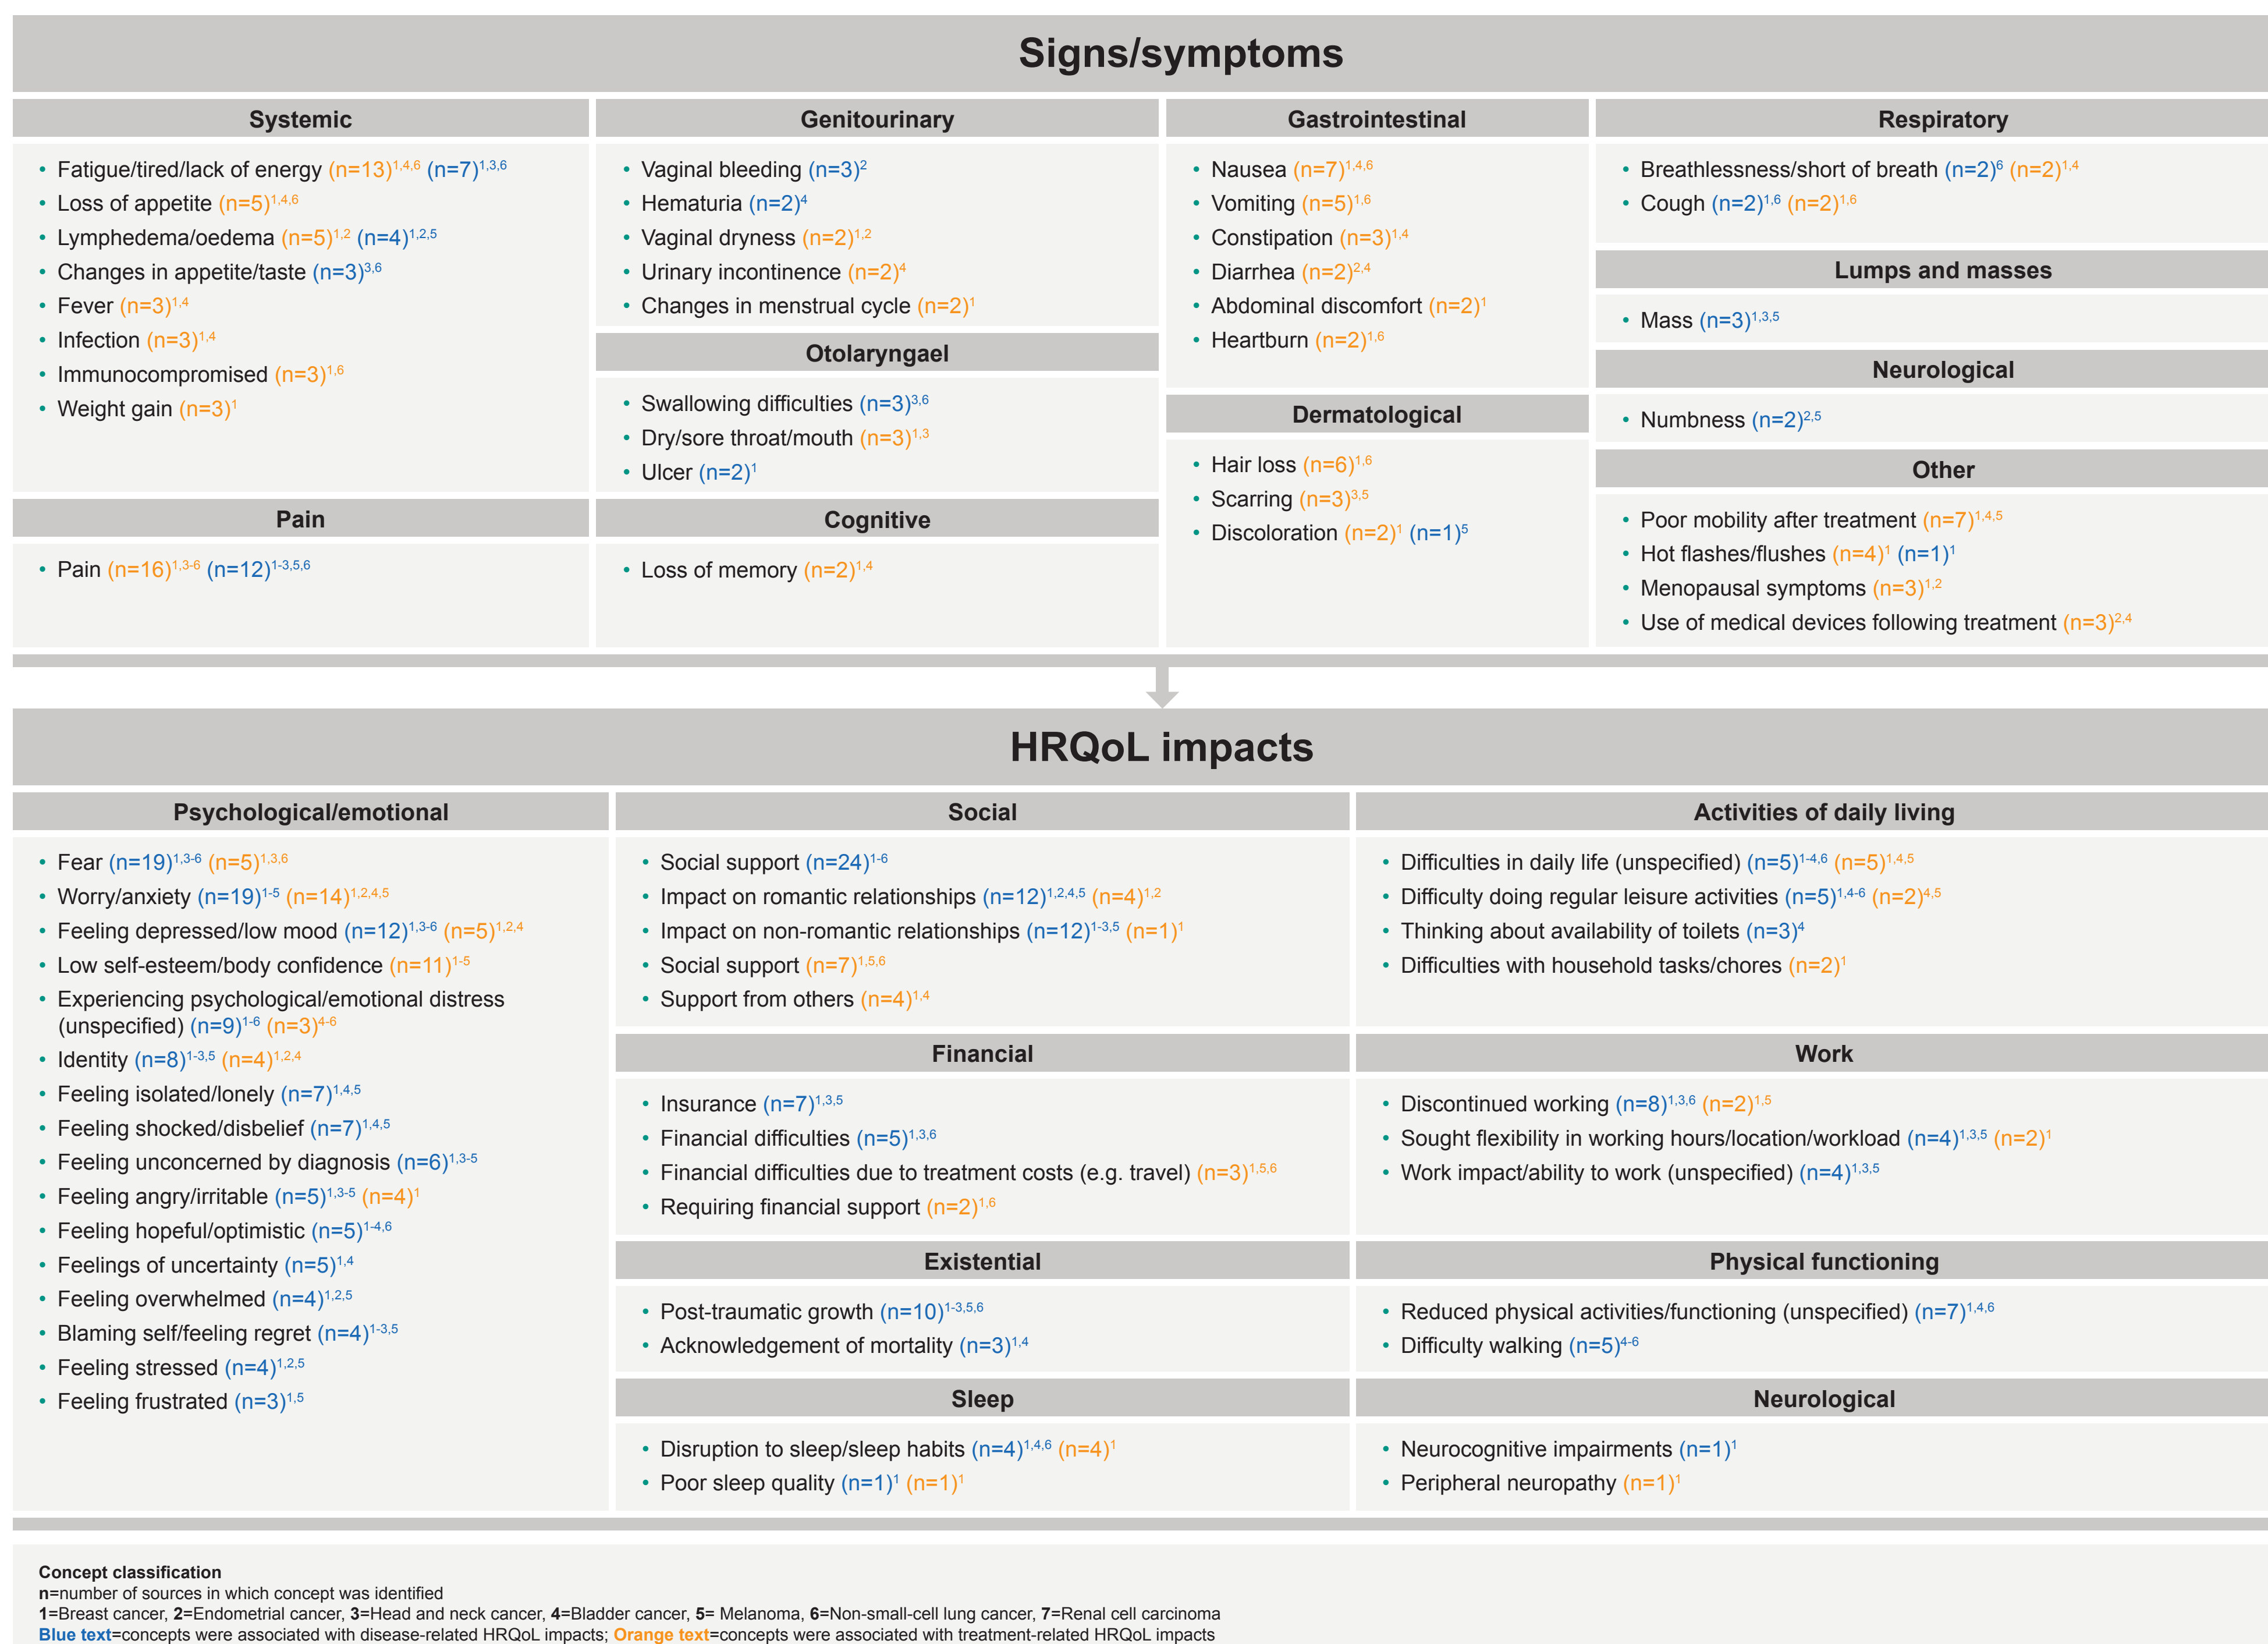 Signs/symptoms
Systemic
• Fatigue/tired/lack of energy (n=13)1,4,6 (n=7)1,3,6
• Loss of appetite (n=5)1,4,6
• Lymphedema/oedema (n=5)1,2 (n=4)1,2,5
• Changes in appetite/taste (n=3)3,6
• Fever (n=3)1,4
• Infection (n=3)1,4
• Immunocompromised (n=3)1,6
• Weight gain (n=3)1
Pain
• Pain (n=16)1,3-6 (n=12)1-3,5,6
Genitourinary
• Vaginal bleeding (n=3)2
• Hematuria (n=2)4
• Vaginal dryness (n=2)1,2
• Urinary incontinence (n=2)4
• Changes in menstrual cycle (n=2)1
Otolaryngael
• Swallowing difficulties (n=3)3,6
• Dry/sore throat/mouth (n=3)1,3
• Ulcer (n=2)1
Cognitive
• Loss of memory (n=2)1,4
Gastrointestinal
• Nausea (n=7)1,4,6
• Vomiting (n=5)1,6
• Constipation (n=3)1,4
• Diarrhea (n=2)2,4
• Abdominal discomfort (n=2)1
• Heartburn (n=2)1,6
Dermatological
• Hair loss (n=6)1,6
• Scarring (n=3)3,5
• Discoloration (n=2)1 (n=1)5
Respiratory
• Breathlessness/short of breath (n=2)6 (n=2)1,4
• Cough (n=2)1,6 (n=2)1,6
Lumps and masses
• Mass (n=3)1,3,5
Neurological
• Numbness (n=2)2,5
Other
• Poor mobility after treatment (n=7)1,4,5
• Hot flashes/flushes (n=4)1 (n=1)1
• Menopausal symptoms (n=3)1,2
• Use of medical devices following treatment (n=3)2,4
HRQoL impacts
Psychological/emotional
• Fear (n=19)1,3-6 (n=5)1,3,6
• Worry/anxiety (n=19)1-5 (n=14)1,2,4,5
• Feeling depressed/low mood (n=12)1,3-6 (n=5)1,2,4
• Low self-esteem/body confidence (n=11)1-5
• Experiencing psychological/emotional distress
(unspecified) (n=9)1-6 (n=3)4-6
• Identity (n=8)1-3,5 (n=4)1,2,4
• Feeling isolated/lonely (n=7)1,4,5
• Feeling shocked/disbelief (n=7)1,4,5
• Feeling unconcerned by diagnosis (n=6)1,3-5
• Feeling angry/irritable (n=5)1,3-5 (n=4)1
• Feeling hopeful/optimistic (n=5)1-4,6
• Feelings of uncertainty (n=5)1,4
• Feeling overwhelmed (n=4)1,2,5
• Blaming self/feeling regret (n=4)1-3,5
• Feeling stressed (n=4)1,2,5
• Feeling frustrated (n=3)1,5
Social
• Social support (n=24)1-6
• Impact on romantic relationships (n=12)1,2,4,5 (n=4)1,2
• Impact on non-romantic relationships (n=12)1-3,5 (n=1)1
• Social support (n=7)1,5,6
• Support from others (n=4)1,4
Financial
• Insurance (n=7)1,3,5
• Financial difficulties (n=5)1,3,6
• Financial difficulties due to treatment costs (e.g. travel) (n=3)1,5,6
• Requiring financial support (n=2)1,6
Existential
• Post-traumatic growth (n=10)1-3,5,6
• Acknowledgement of mortality (n=3)1,4
Sleep
• Disruption to sleep/sleep habits (n=4)1,4,6 (n=4)1
• Poor sleep quality (n=1)1 (n=1)1
Activities of daily living
• Difficulties in daily life (unspecified) (n=5)1-4,6 (n=5)1,4,5
• Difficulty doing regular leisure activities (n=5)1,4-6 (n=2)4,5
• Thinking about availability of toilets (n=3)4
• Difficulties with household tasks/chores (n=2)1
Work
• Discontinued working (n=8)1,3,6 (n=2)1,5
• Sought flexibility in working hours/location/workload (n=4)1,3,5 (n=2)1
• Work impact/ability to work (unspecified) (n=4)1,3,5
Physical functioning
• Reduced physical activities/functioning (unspecified) (n=7)1,4,6
• Difficulty walking (n=5)4-6
Neurological
• Neurocognitive impairments (n=1)1
• Peripheral neuropathy (n=1)1
Concept classification
n=number of sources in which concept was identified
1=Breast cancer, 2=Endometrial cancer, 3=Head and neck cancer, 4=Bladder cancer, 5= Melanoma, 6=Non-small-cell lung cancer, 7=Renal cell carcinoma
Blue text=concepts were associated with disease-related HRQoL impacts; Orange text=concepts were associated with treatment-related HRQoL impacts